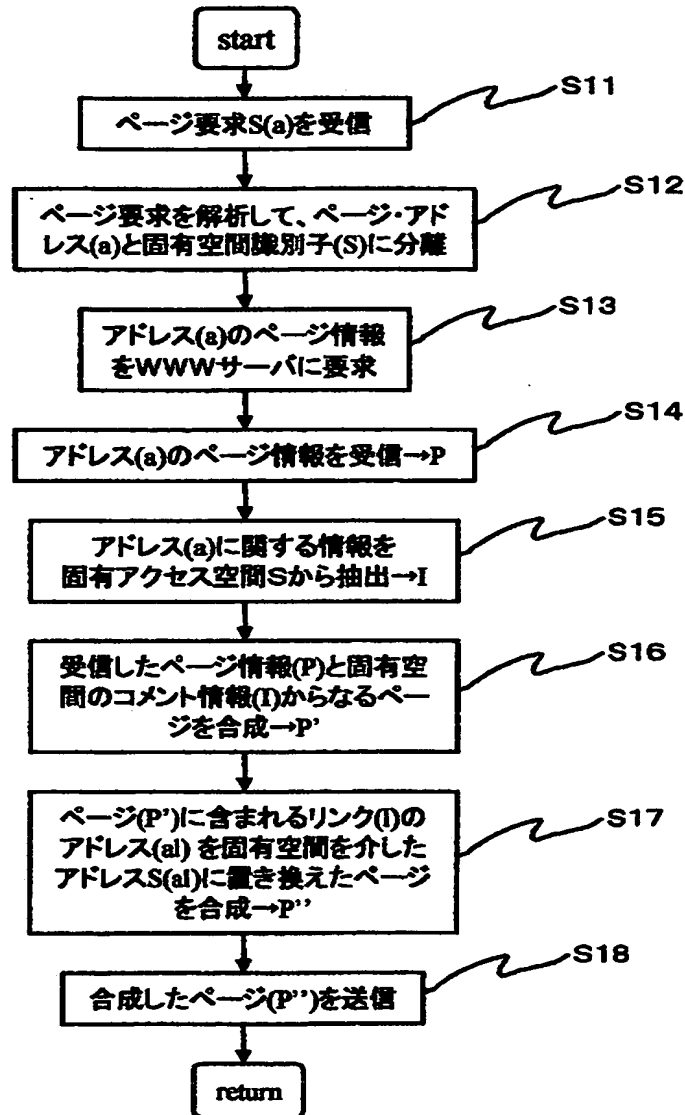 start
S11
ページ要求S(a)を受信
S12
ページ要求を解析して、ページ・アド
レス(a)と固有空間識別子(S)に分離
S13
アドレス(a)のページ情報
をWWWサーバに要求
S14
アドレス(a)のページ情報を受信→P
S15
アドレス(a)に関する情報を
固有アクセス空間Sから抽出→I
S16
受信したページ情報(P)と固有空
間のコメント情報(I)からなるペー
ジを合成→P'
S17
ページ(P')に含まれるリンク(l)の
アドレス(al) を固有空間を介した
アドレスS(al)に置き換えたページ
を合成→P''
S18
合成したページ(P'')を送信
return